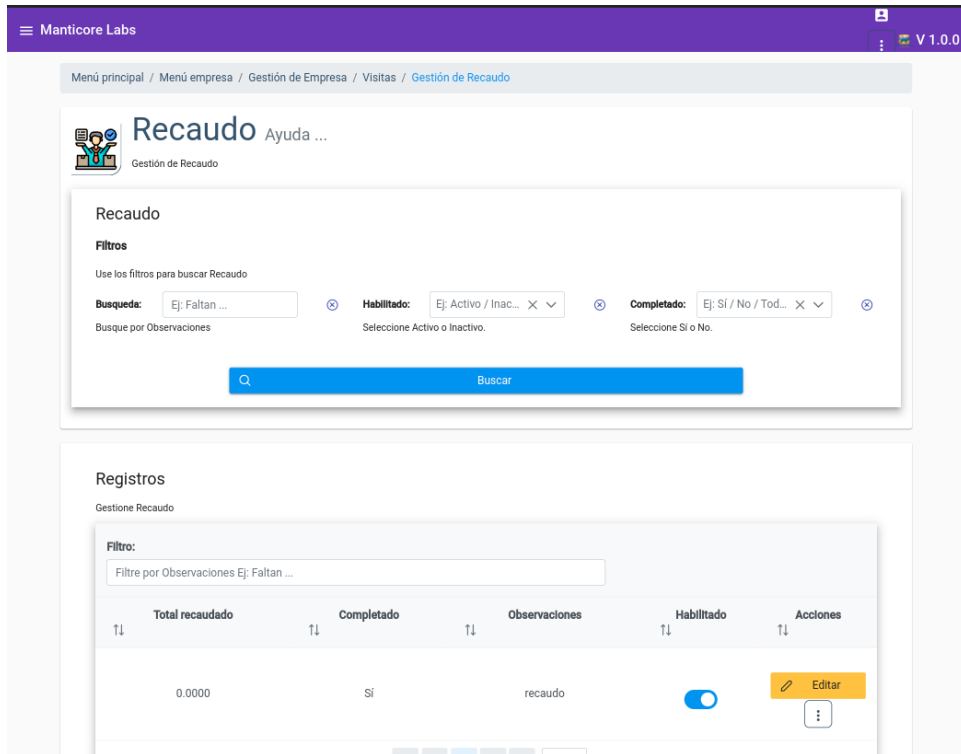 Manticore Labs
V 1.0.0
Menú principal / Menú empresa / Gestión de Empresa / Visitas / Gestión de Recaudo
Recaudo Ayuda ...
Gestión de Recaudo
Recaudo
Filtros
Use los filtros para buscar Recaudo
Busqueda: Ej: Faltan ... Habilitado: Ej: Activo / Inac... Completado: Ej: Sí / No / Tod...
Busque por Observaciones Seleccione Activo o Inactivo. Seleccione Sí o No.
Buscar
Registros
Gestione Recaudo
Filtro:
Filtre por Observaciones Ej: Faltan ...
Total recaudado Completado Observaciones Habilitado Acciones
0.0000 Sí recaudo Editar